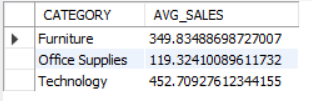 CATEGORY AVG_SALES
Furniture 349.83488698727007
Office Supplies 119.32410089611732
Technology 452.70927612344155